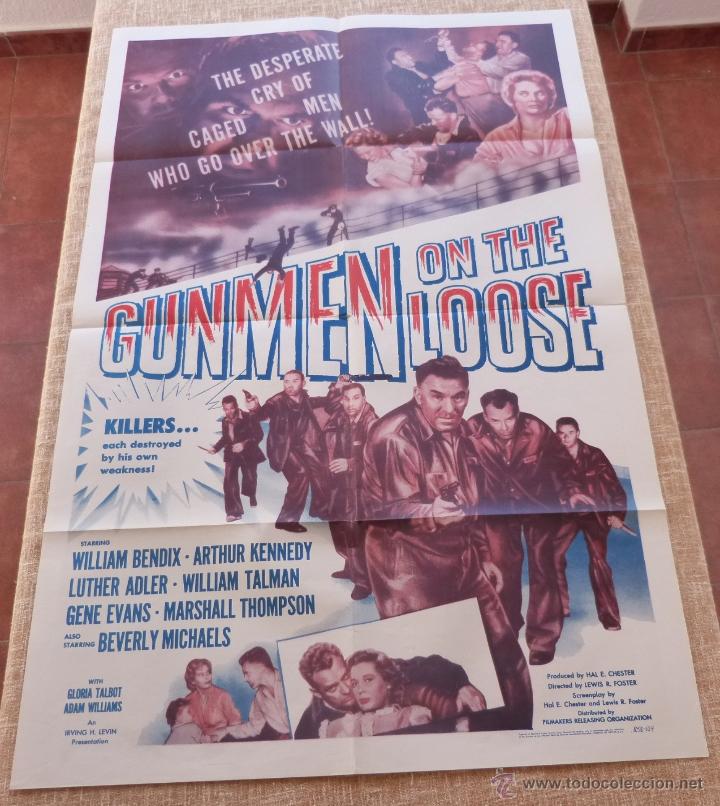 THE DESPERATE
CRY OF
CAGED MEN
WHO GO OVER THE WALL!
GUNMEN ON THE
LOOSE
KILLERS...
each destroyed
by his own
weakness!
STARRING
WILLIAM BENDIX · ARTHUR KENNEDY
LUTHER ADLER · WILLIAM TALMAN
GENE EVANS · MARSHALL THOMPSON
ALSO
STARRING BEVERLY MICHAELS
WITH
GLORIA TALBOT
ADAM WILLIAMS
An
IRVING H. LEVIN
Presentation
Produced by HAL E. CHESTER
Directed by LEWIS R. FOSTER
Screenplay by
Hal E. Chester and Lewis R. Foster
Distributed by
FILMAKERS RELEASING ORGANIZATION
© www.todocoleccion.net